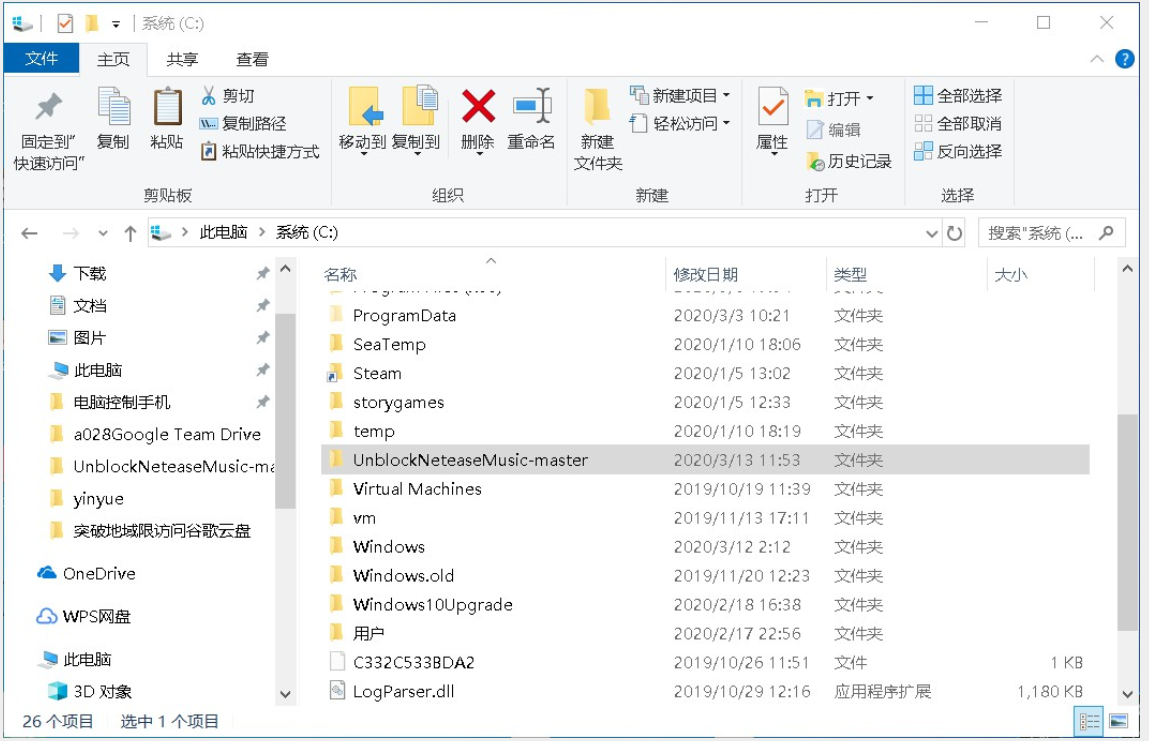 系统 (C:)
文件 主页 共享 查看
固定到"快速访问"
复制
粘贴
剪切
复制路径
粘贴快捷方式
移动到 复制到
删除
重命名
新建
文件夹
新建项目
轻松访问
属性
打开
编辑
历史记录
全部选择
全部取消
反向选择
剪贴板 组织 新建 打开 选择
此电脑 系统 (C:)
搜索"系统 (...
下载
文档
图片
此电脑
电脑控制手机
a028Google Team Drive
UnblockNeteaseMusic-ma
yinyue
突破地域限访问谷歌云盘
OneDrive
WPS网盘
此电脑
3D 对象
名称 修改日期 类型 大小
ProgramData 2020/3/3 10:21 文件夹
SeaTemp 2020/1/10 18:06 文件夹
Steam 2020/1/5 13:02 文件夹
storygames 2020/1/5 12:33 文件夹
temp 2020/1/10 18:19 文件夹
UnblockNeteaseMusic-master 2020/3/13 11:53 文件夹
Virtual Machines 2019/10/19 11:39 文件夹
vm 2019/11/13 17:11 文件夹
Windows 2020/3/12 2:12 文件夹
Windows.old 2019/11/20 12:23 文件夹
Windows10Upgrade 2020/2/18 16:38 文件夹
用户 2020/2/17 22:56 文件夹
C332C533BDA2 2019/10/26 11:51 文件 1 KB
LogParser.dll 2019/10/29 12:16 应用程序扩展 1,180 KB
26 个项目 选中 1 个项目